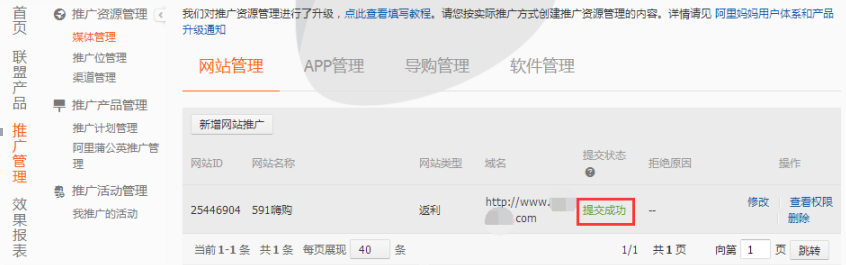 首页
联盟产品
推广管理
效果报表
推广资源管理
媒体管理
推广位管理
渠道管理
推广产品管理
推广计划管理
阿里蒲公英推广管
理
推广活动管理
我推广的活动
我们对推广资源管理进行了升级，点此查看填写教程。请您按实际推广方式创建推广资源管理的内容。详情请见 阿里妈妈用户体系和产品
升级通知
网站管理 APP管理 导购管理 软件管理
新增网站推广
网站ID 网站名称 网站类型 域名 提交状态 拒绝原因 操作
25446904 591嗨购 返利 http://www. 提交成功 -- 修改 查看权限
.com 删除
当前1-1条 共1条 每页展现 40 条 1/1 共1页 向第 1 页 跳转